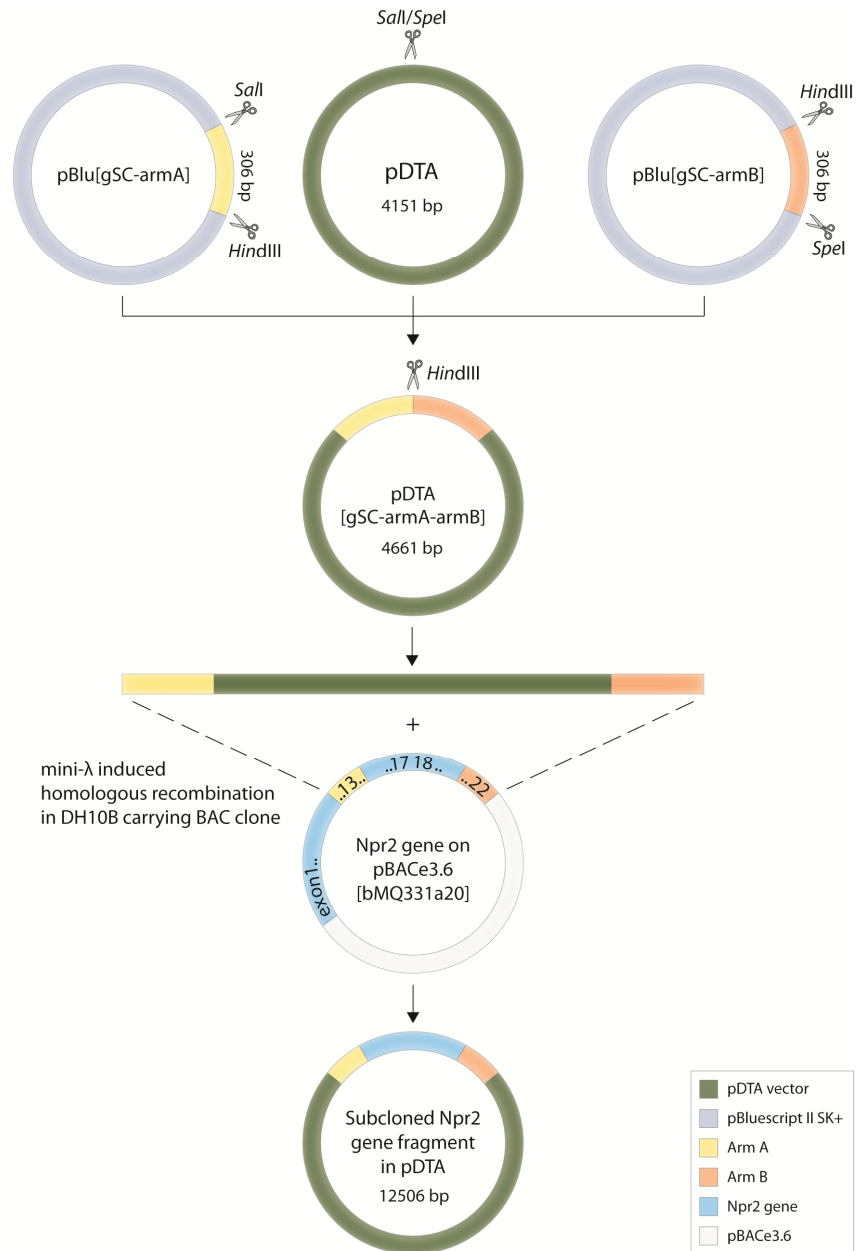 SalI/SpeI
SalI
HindIII
pBlu[gSC-armA]
306 bp
pDTA
4151 bp
pBlu[gSC-armB]
306 bp
HindIII
SpeI
HindIII
pDTA
[gSC-armA-armB]
4661 bp
+
mini-λ induced
homologous recombination
in DH10B carrying BAC clone
exon1..
..13..
..17 18..
..22
Npr2 gene on
pBACe3.6
[bMQ331a20]
Subcloned Npr2
gene fragment
in pDTA
12506 bp
pDTA vector
pBluescript II SK+
Arm A
Arm B
Npr2 gene
pBACe3.6